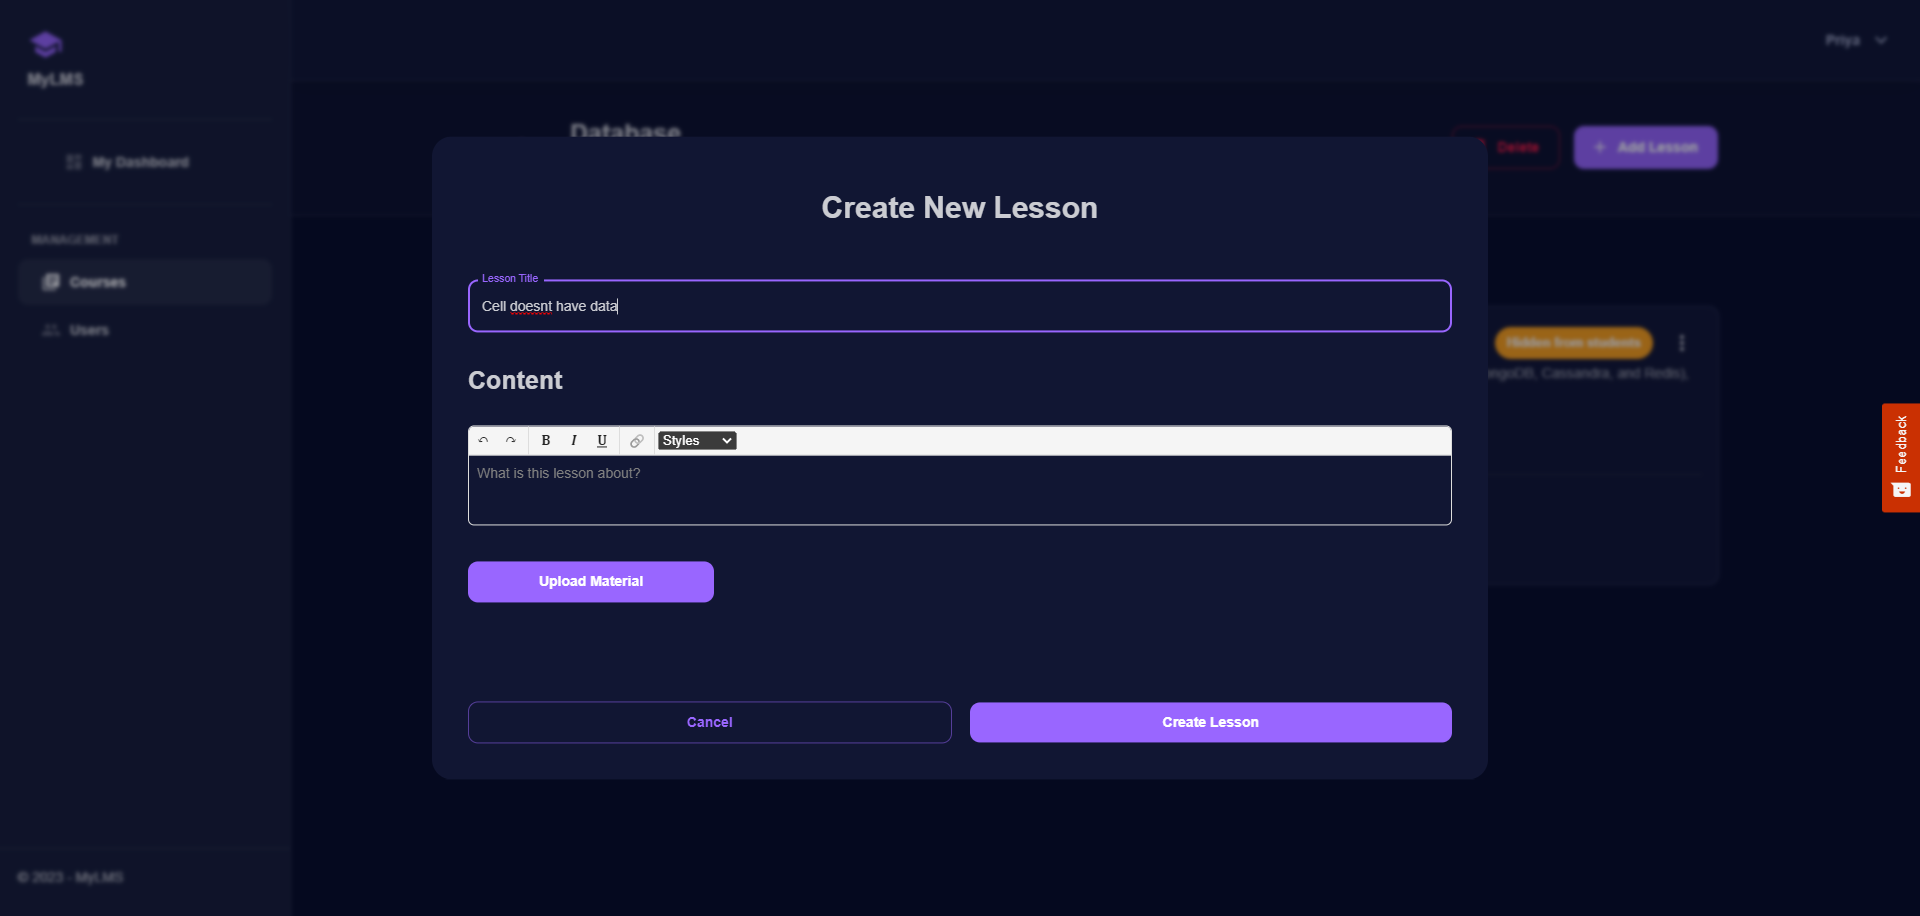 MyLMS
Priya
My Dashboard
Database
Delete
+ Add Lesson
MANAGEMENT
Courses
Users
Create New Lesson
Lesson Title
Cell doesnt have data
Hidden from students
ngoDB, Cassandra, and Redis),
Content
B I U Styles
What is this lesson about?
Feedback
Upload Material
Cancel
Create Lesson
© 2023 - MyLMS